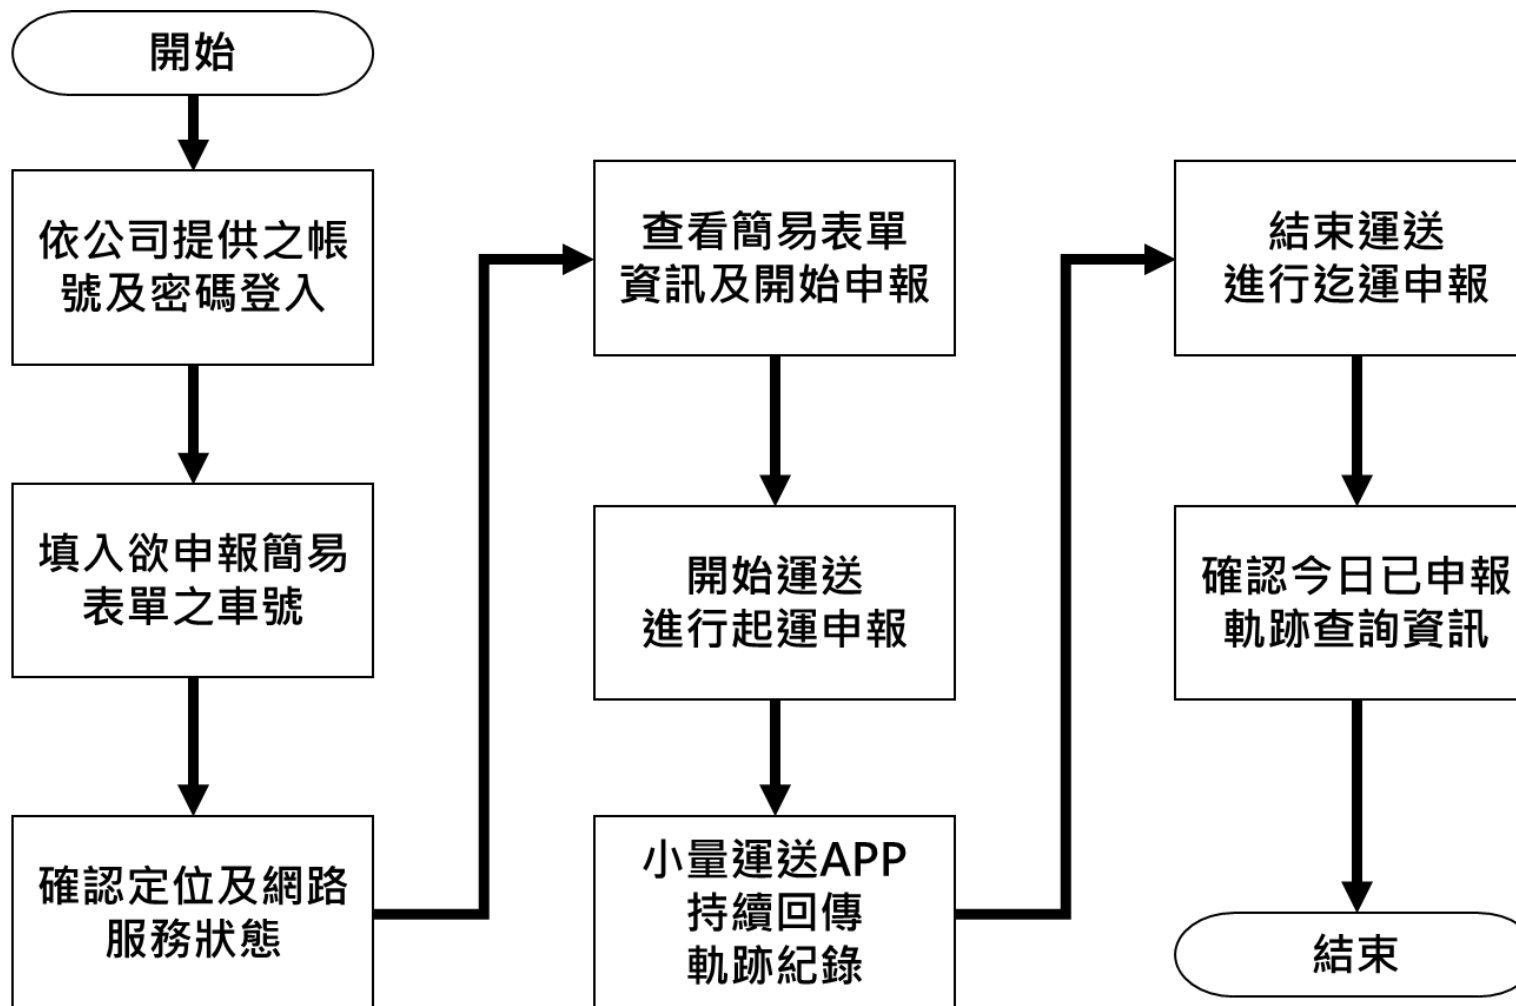 開始
依公司提供之帳
號及密碼登入
填入欲申報簡易
表單之車號
確認定位及網路
服務狀態
查看簡易表單
資訊及開始申報
開始運送
進行起運申報
小量運送APP
持續回傳
軌跡紀錄
結束運送
進行迄運申報
確認今日已申報
軌跡查詢資訊
結束